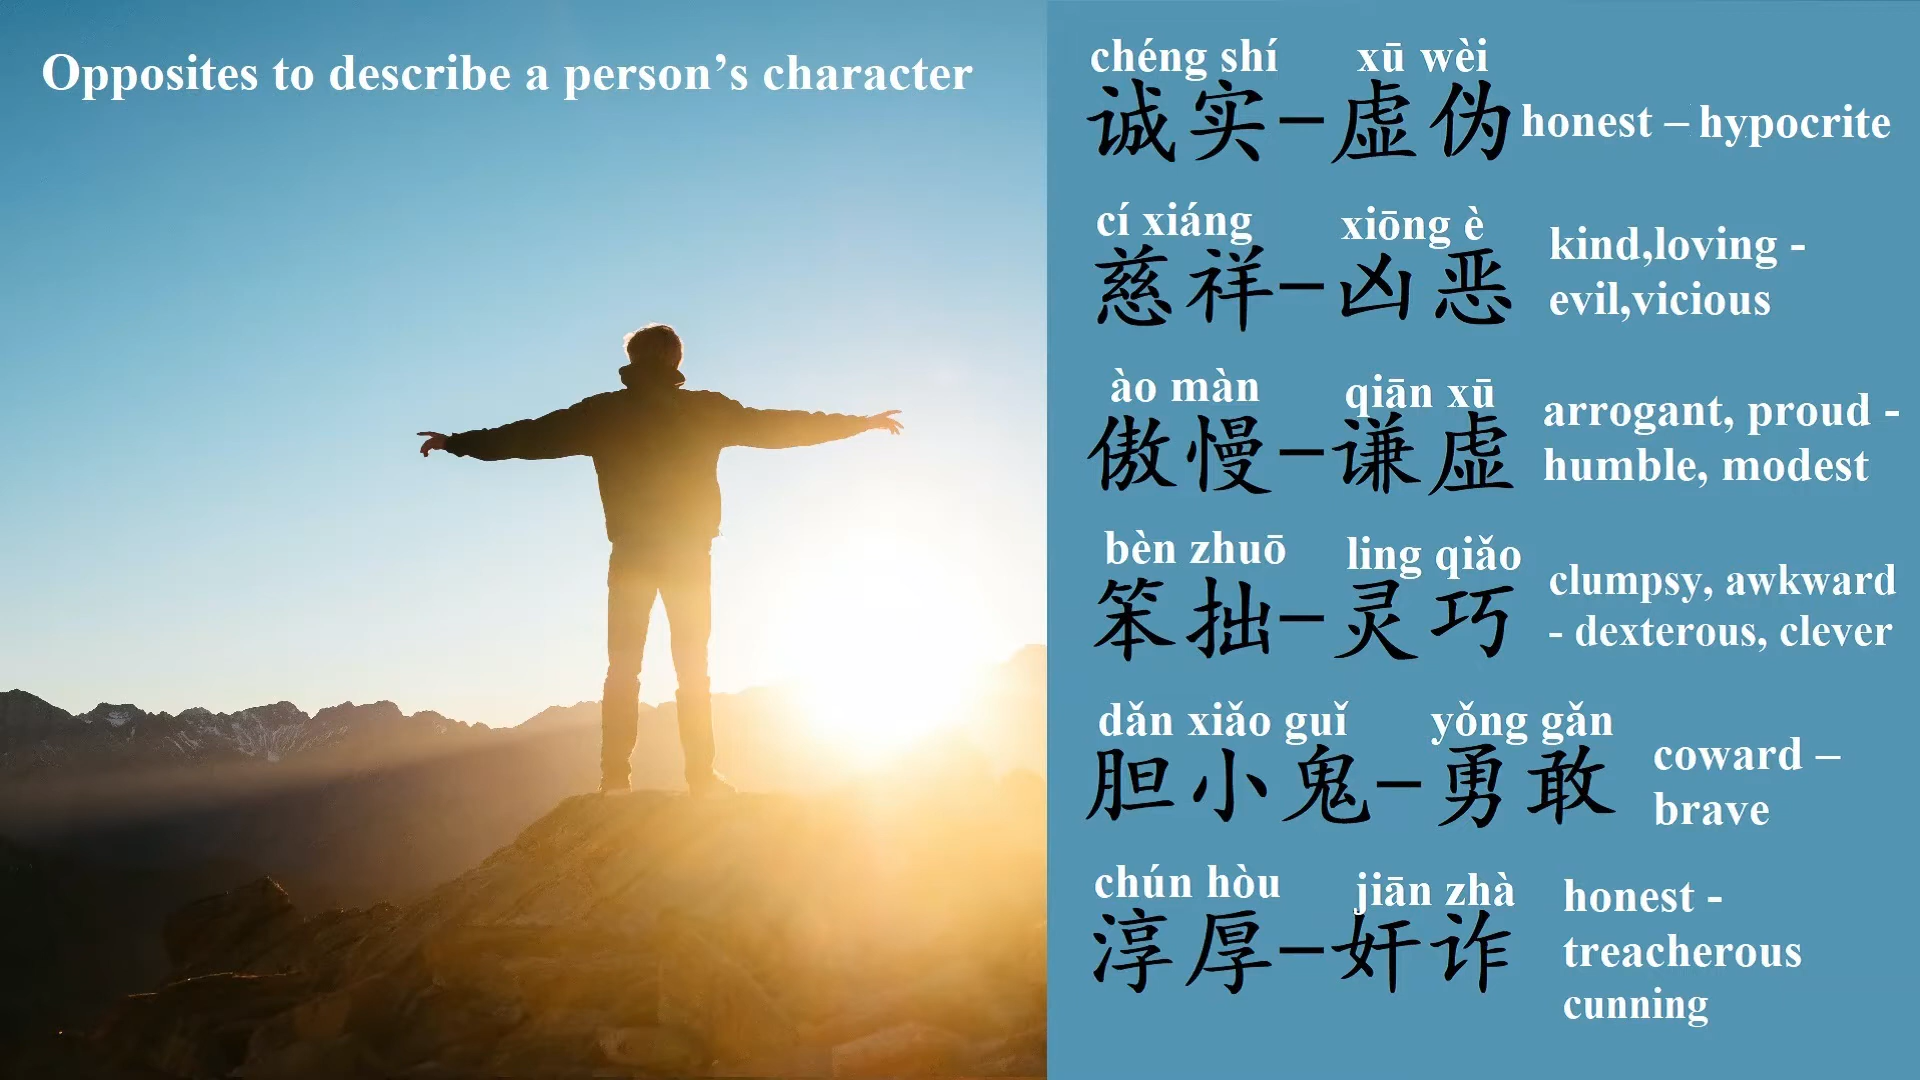 Opposites to describe a person’s character
chéng shí xū wèi
诚实–虚伪 honest – hypocrite
cí xiáng xiōng è
慈祥–凶恶
kind,loving -
evil,vicious
ào màn qiān xū
傲慢–谦虚
arrogant, proud -
humble, modest
bèn zhuō ling qiǎo
笨拙–灵巧
clumpsy, awkward
- dexterous, clever
dǎn xiǎo guǐ yǒng gǎn
胆小鬼–勇敢
coward –
brave
chún hòu jiān zhà
淳厚–奸诈
honest -
treacherous
cunning